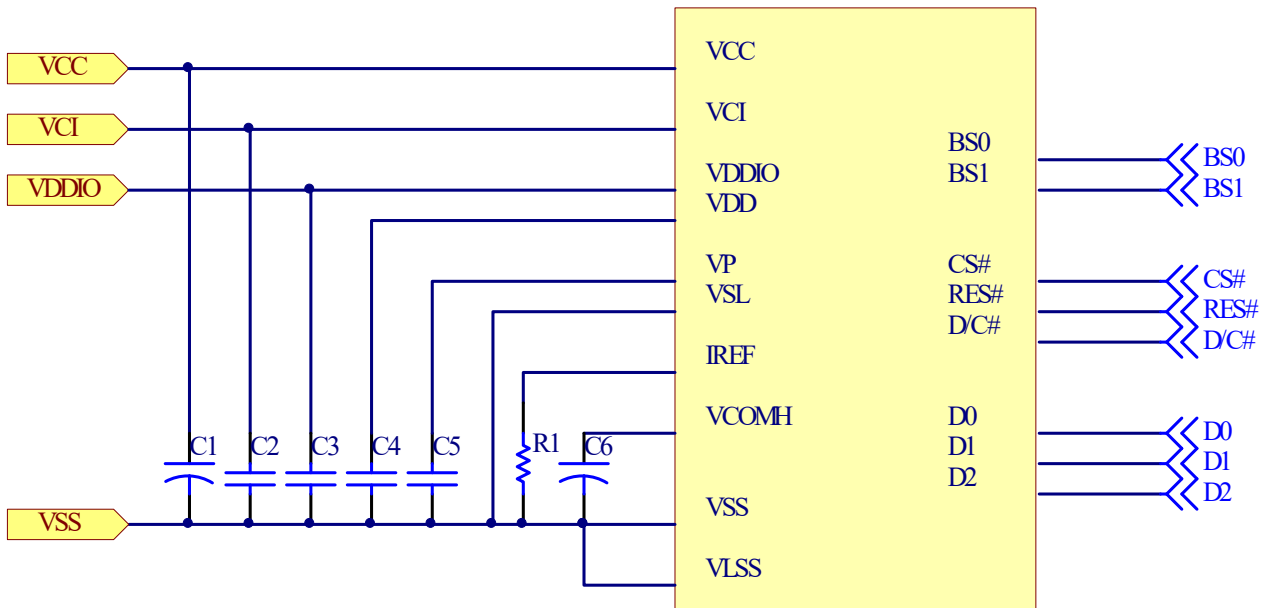 VCC
VCI
VDDIO
VSS
C1
C2
C3
C4
C5
R1
C6
VCC
VCI
VDDIO
VDD
VP
VSL
IREF
VCOMH
VSS
VLSS
BS0
BS1
CS#
RES#
D/C#
D0
D1
D2
BS0
BS1
CS#
RES#
D/C#
D0
D1
D2